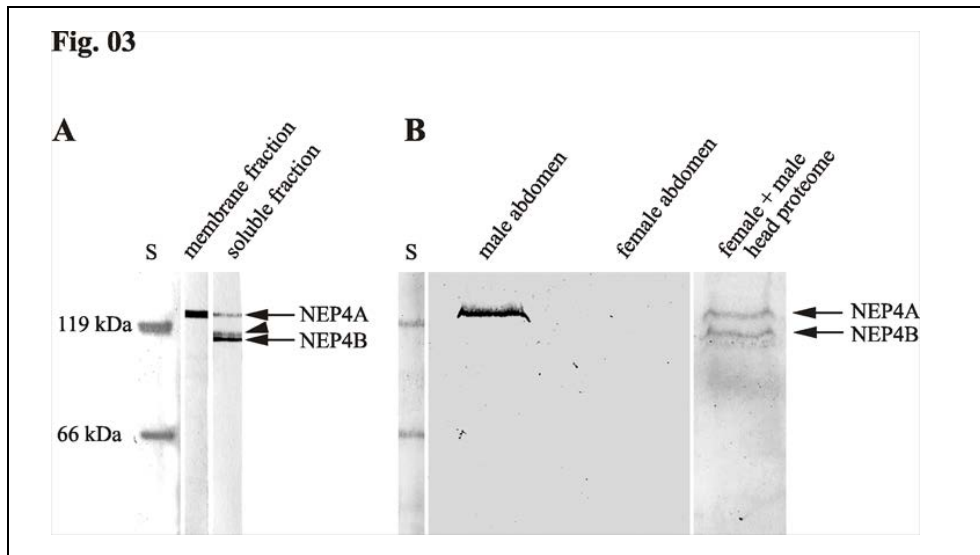 Fig. 03
A
B
S
membrane fraction
soluble fraction
S
male abdomen
female abdomen
female + male
head proteome
119 kDa
66 kDa
NEP4A
NEP4B
NEP4A
NEP4B